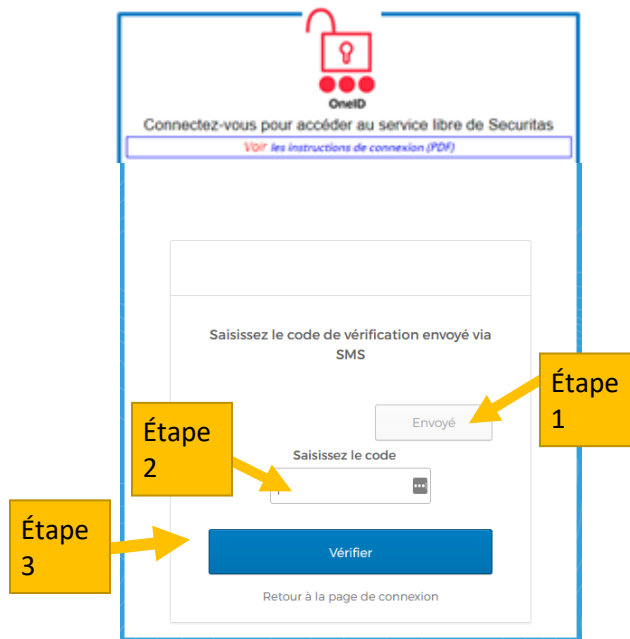 OneID
Connectez-vous pour accéder au service libre de Securitas
Voir les instructions de connexion (PDF)
Saisissez le code de vérification envoyé via
SMS
Étape
1
Envoyé
Étape
2
Saisissez le code
Étape
3
Vérifier
Retour à la page de connexion